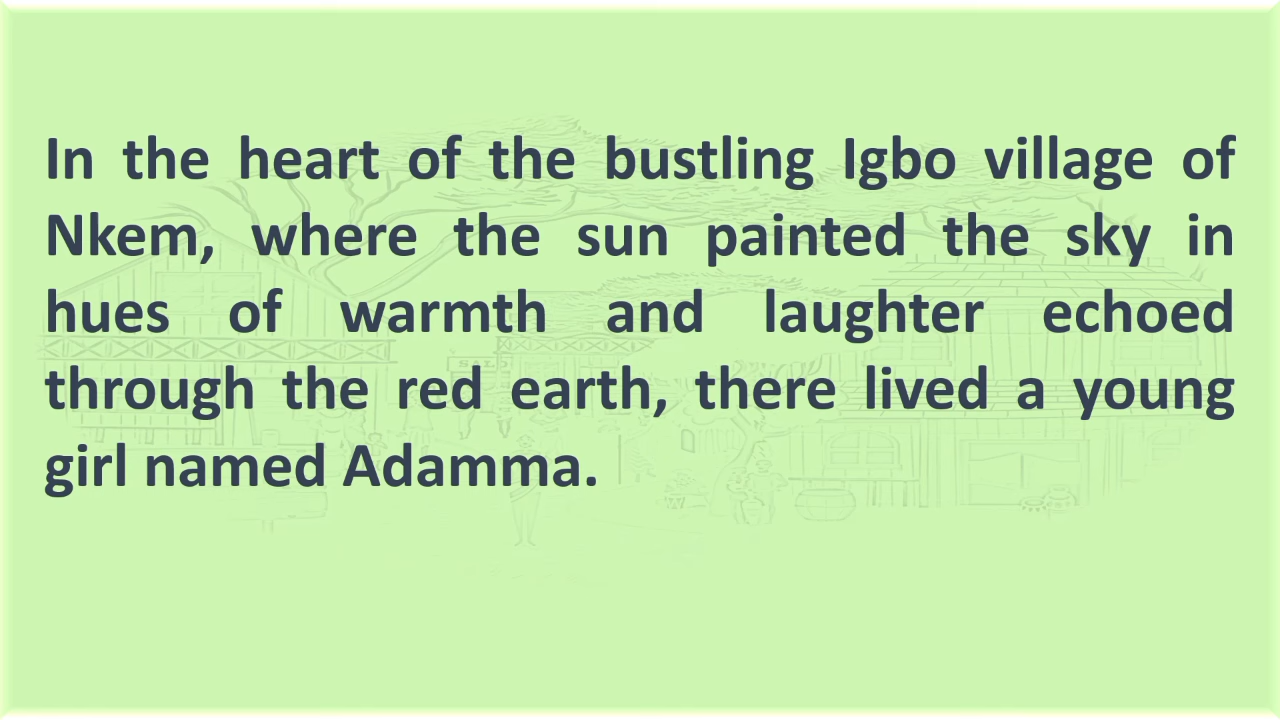 In the heart of the bustling Igbo village of
Nkem, where the sun painted the sky in
hues of warmth and laughter echoed
through the red earth, there lived a young
girl named Adamma.